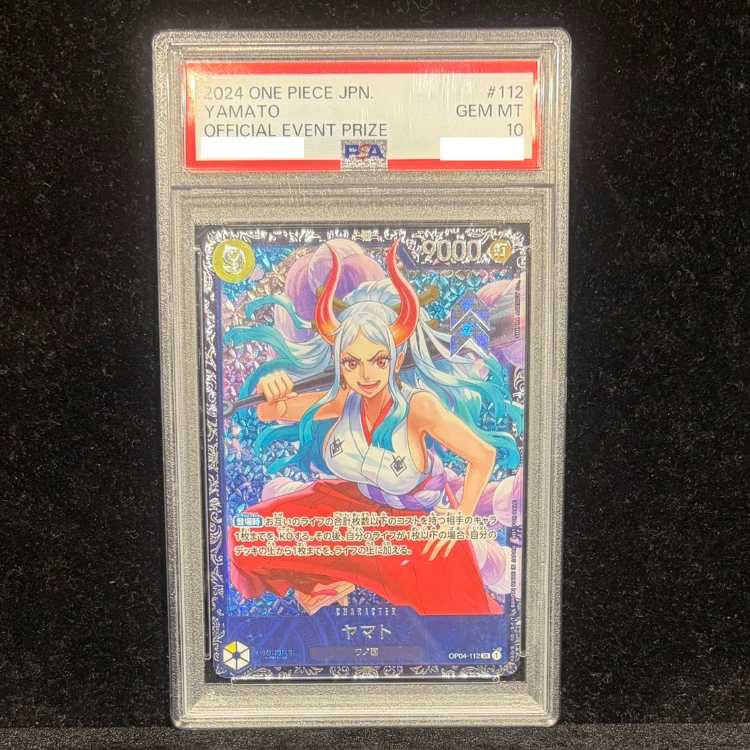 2024 ONE PIECE JPN. #112
YAMATO GEM MT
OFFICIAL EVENT PRIZE 10
PSA
9000
【登場時】お互いのライフの合計枚数以下のコストを持つ相手のキャラ
1枚までを、KOする。その後、自分のライフが1枚以下の場合、自分の
デッキの上から1枚までを、ライフの上に加える。
CHARACTER
ヤマト
ワノ国
OP04-112 SR 1